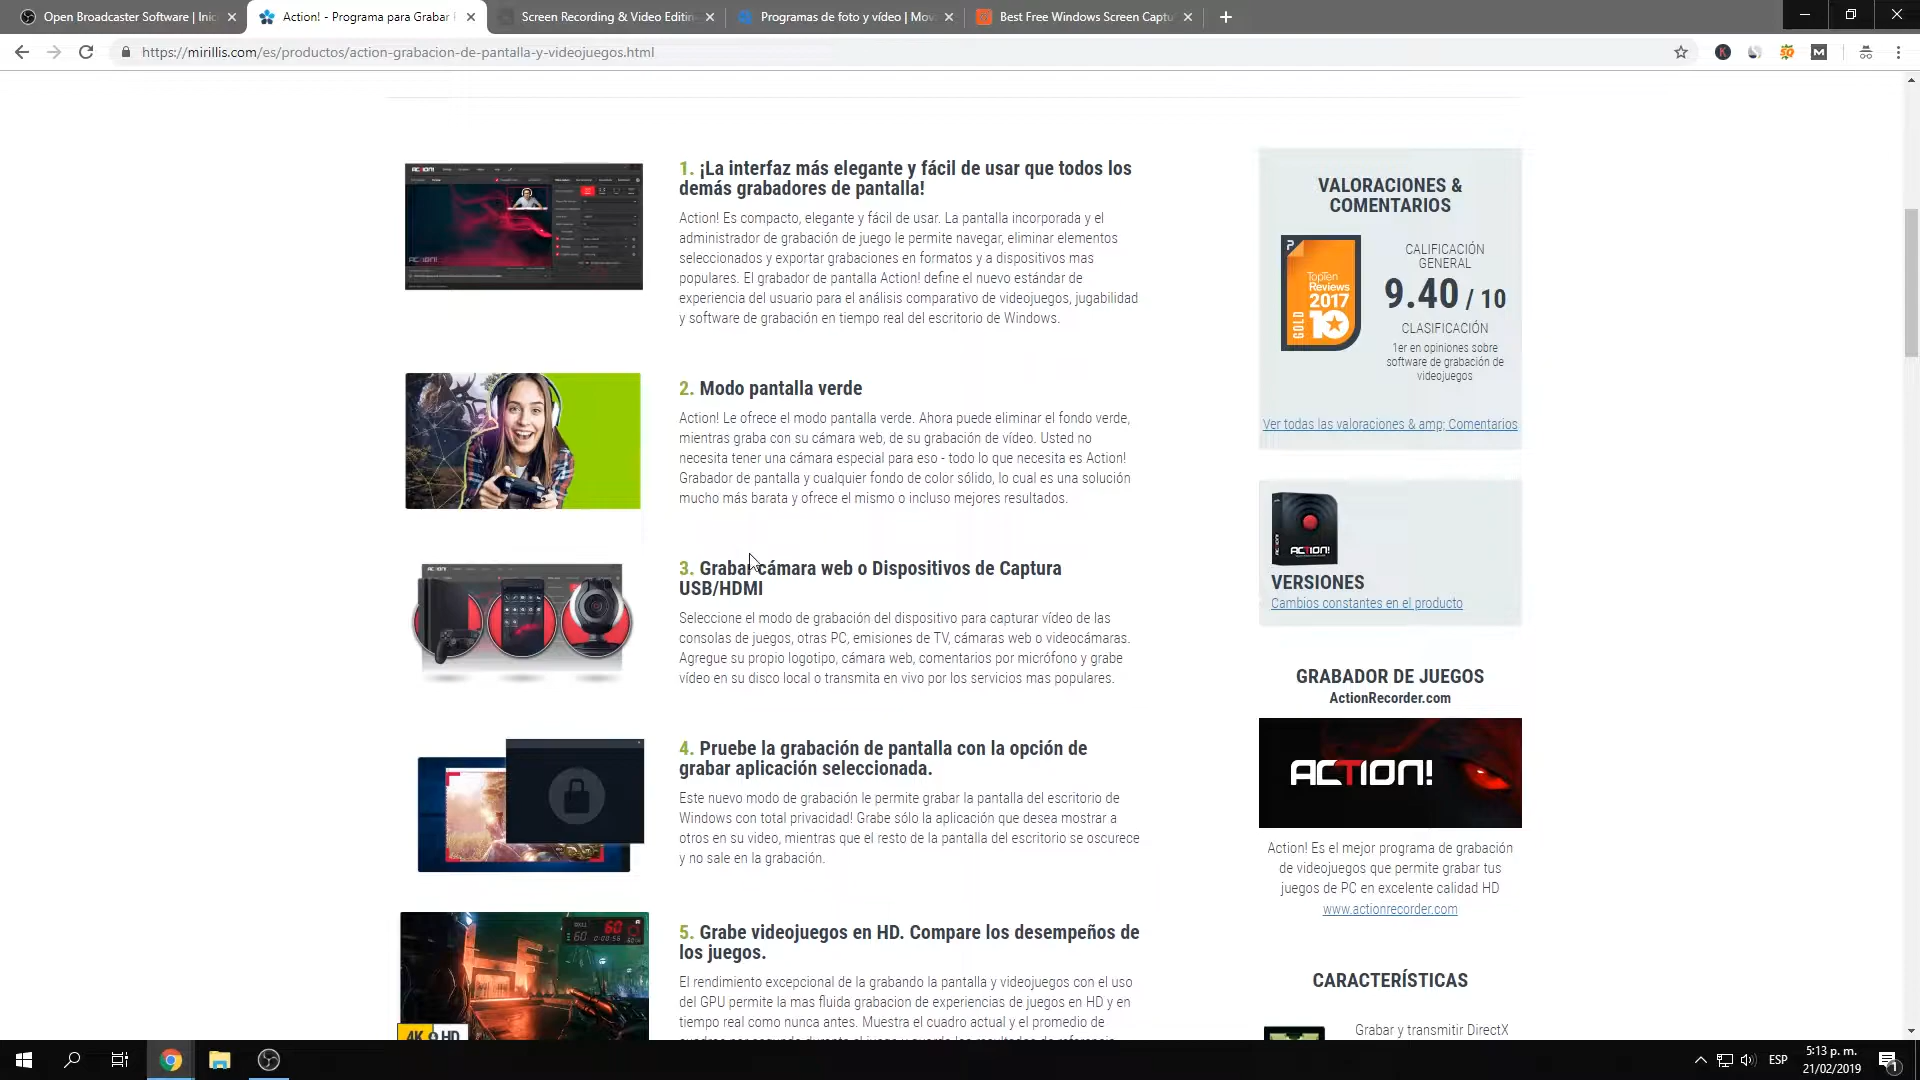 Open Broadcaster Software | Inic
Action! - Programa para Grabar P
Screen Recording & Video Editin
Programas de foto y vídeo | Mova
Best Free Windows Screen Captu
https://mirillis.com/es/productos/action-grabacion-de-pantalla-y-videojuegos.html
1. ¡La interfaz más elegante y fácil de usar que todos los
demás grabadores de pantalla!
Action! Es compacto, elegante y fácil de usar. La pantalla incorporada y el
administrador de grabación de juego le permite navegar, eliminar elementos
seleccionados y exportar grabaciones en formatos y a dispositivos mas
populares. El grabador de pantalla Action! define el nuevo estándar de
experiencia del usuario para el análisis comparativo de videojuegos, jugabilidad
y software de grabación en tiempo real del escritorio de Windows.
2. Modo pantalla verde
Action! Le ofrece el modo pantalla verde. Ahora puede eliminar el fondo verde,
mientras graba con su cámara web, de su grabación de vídeo. Usted no
necesita tener una cámara especial para eso - todo lo que necesita es Action!
Grabador de pantalla y cualquier fondo de color sólido, lo cual es una solución
mucho más barata y ofrece el mismo o incluso mejores resultados.
3. Grabar cámara web o Dispositivos de Captura
USB/HDMI
Seleccione el modo de grabación del dispositivo para capturar vídeo de las
consolas de juegos, otras PC, emisiones de TV, cámaras web o videocámaras.
Agregue su propio logotipo, cámara web, comentarios por micrófono y grabe
vídeo en su disco local o transmita en vivo por los servicios mas populares.
4. Pruebe la grabación de pantalla con la opción de
grabar aplicación seleccionada.
Este nuevo modo de grabación le permite grabar la pantalla del escritorio de
Windows con total privacidad! Grabe sólo la aplicación que desea mostrar a
otros en su video, mientras que el resto de la pantalla del escritorio se oscurece
y no sale en la grabación.
60
60 0:00:56
4K HD
5. Grabe videojuegos en HD. Compare los desempeños de
los juegos.
El rendimiento excepcional de la grabando la pantalla y videojuegos con el uso
del GPU permite la mas fluida grabacion de experiencias de juegos en HD y en
tiempo real como nunca antes. Muestra el cuadro actual y el promedio de
VALORACIONES &
COMENTARIOS
TopTen
Reviews
2017
GOLD
10
CALIFICACIÓN
GENERAL
9.40 / 10
CLASIFICACIÓN
1er en opiniones sobre
software de grabación de
videojuegos
Ver todas las valoraciones & amp; Comentarios
ACTION!
VERSIONES
Cambios constantes en el producto
GRABADOR DE JUEGOS
ActionRecorder.com
ACTION!
Action! Es el mejor programa de grabación
de videojuegos que permite grabar tus
juegos de PC en excelente calidad HD
www.actionrecorder.com
CARACTERÍSTICAS
Grabar y transmitir DirectX
ESP
5:13 p. m.
21/02/2019
1